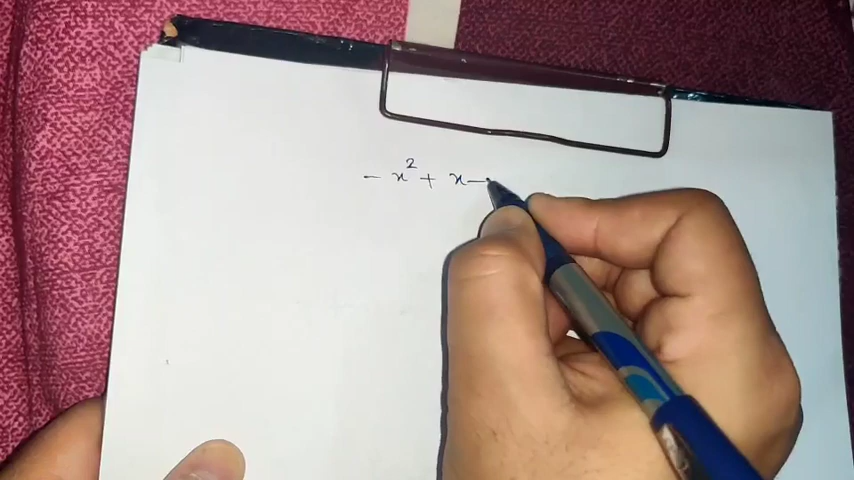 - x² + x -